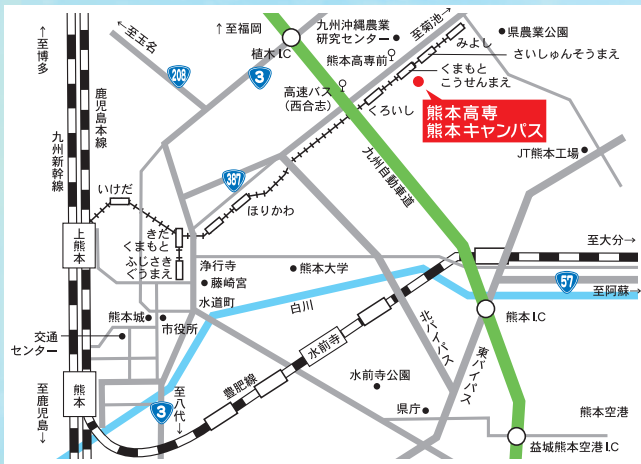 ←至玉名
←至福岡
九州沖縄農業
研究センター
至菊池→
県農業公園
←至博多
鹿児島本線
九州新幹線
208
3
植木I.C
熊本高専前
みよし
さいしゅんそうまえ
くまもと
こうせんまえ
高速バス
(西合志)
くろいし
熊本高専
熊本キャンパス
九州自動車道
JT熊本工場
387
いけだ
ほりかわ
上熊本
きた
くまもと
ふじさき
ぐうまえ
浄行寺
藤崎宮
水道町
熊本大学
至大分→
57
至阿蘇→
白川
熊本城
市役所
交通
センター
北バイパス
東バイパス
熊本I.C
水前寺
豊肥線
水前寺公園
熊本
至鹿児島→
3
至八代→
県庁
熊本空港
益城熊本空港I.C